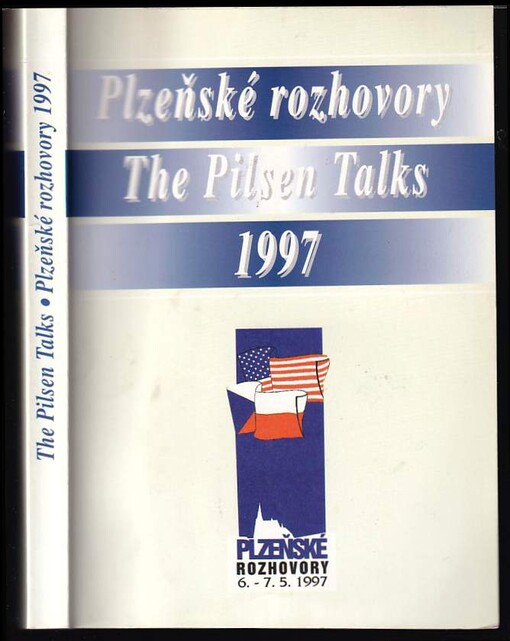 The Pilsen Talks • Plzeňské rozhovory 1997
Plzeňské rozhovory
The Pilsen Talks
1997
PLZEŇSKÉ
ROZHOVORY
6. - 7. 5. 1997